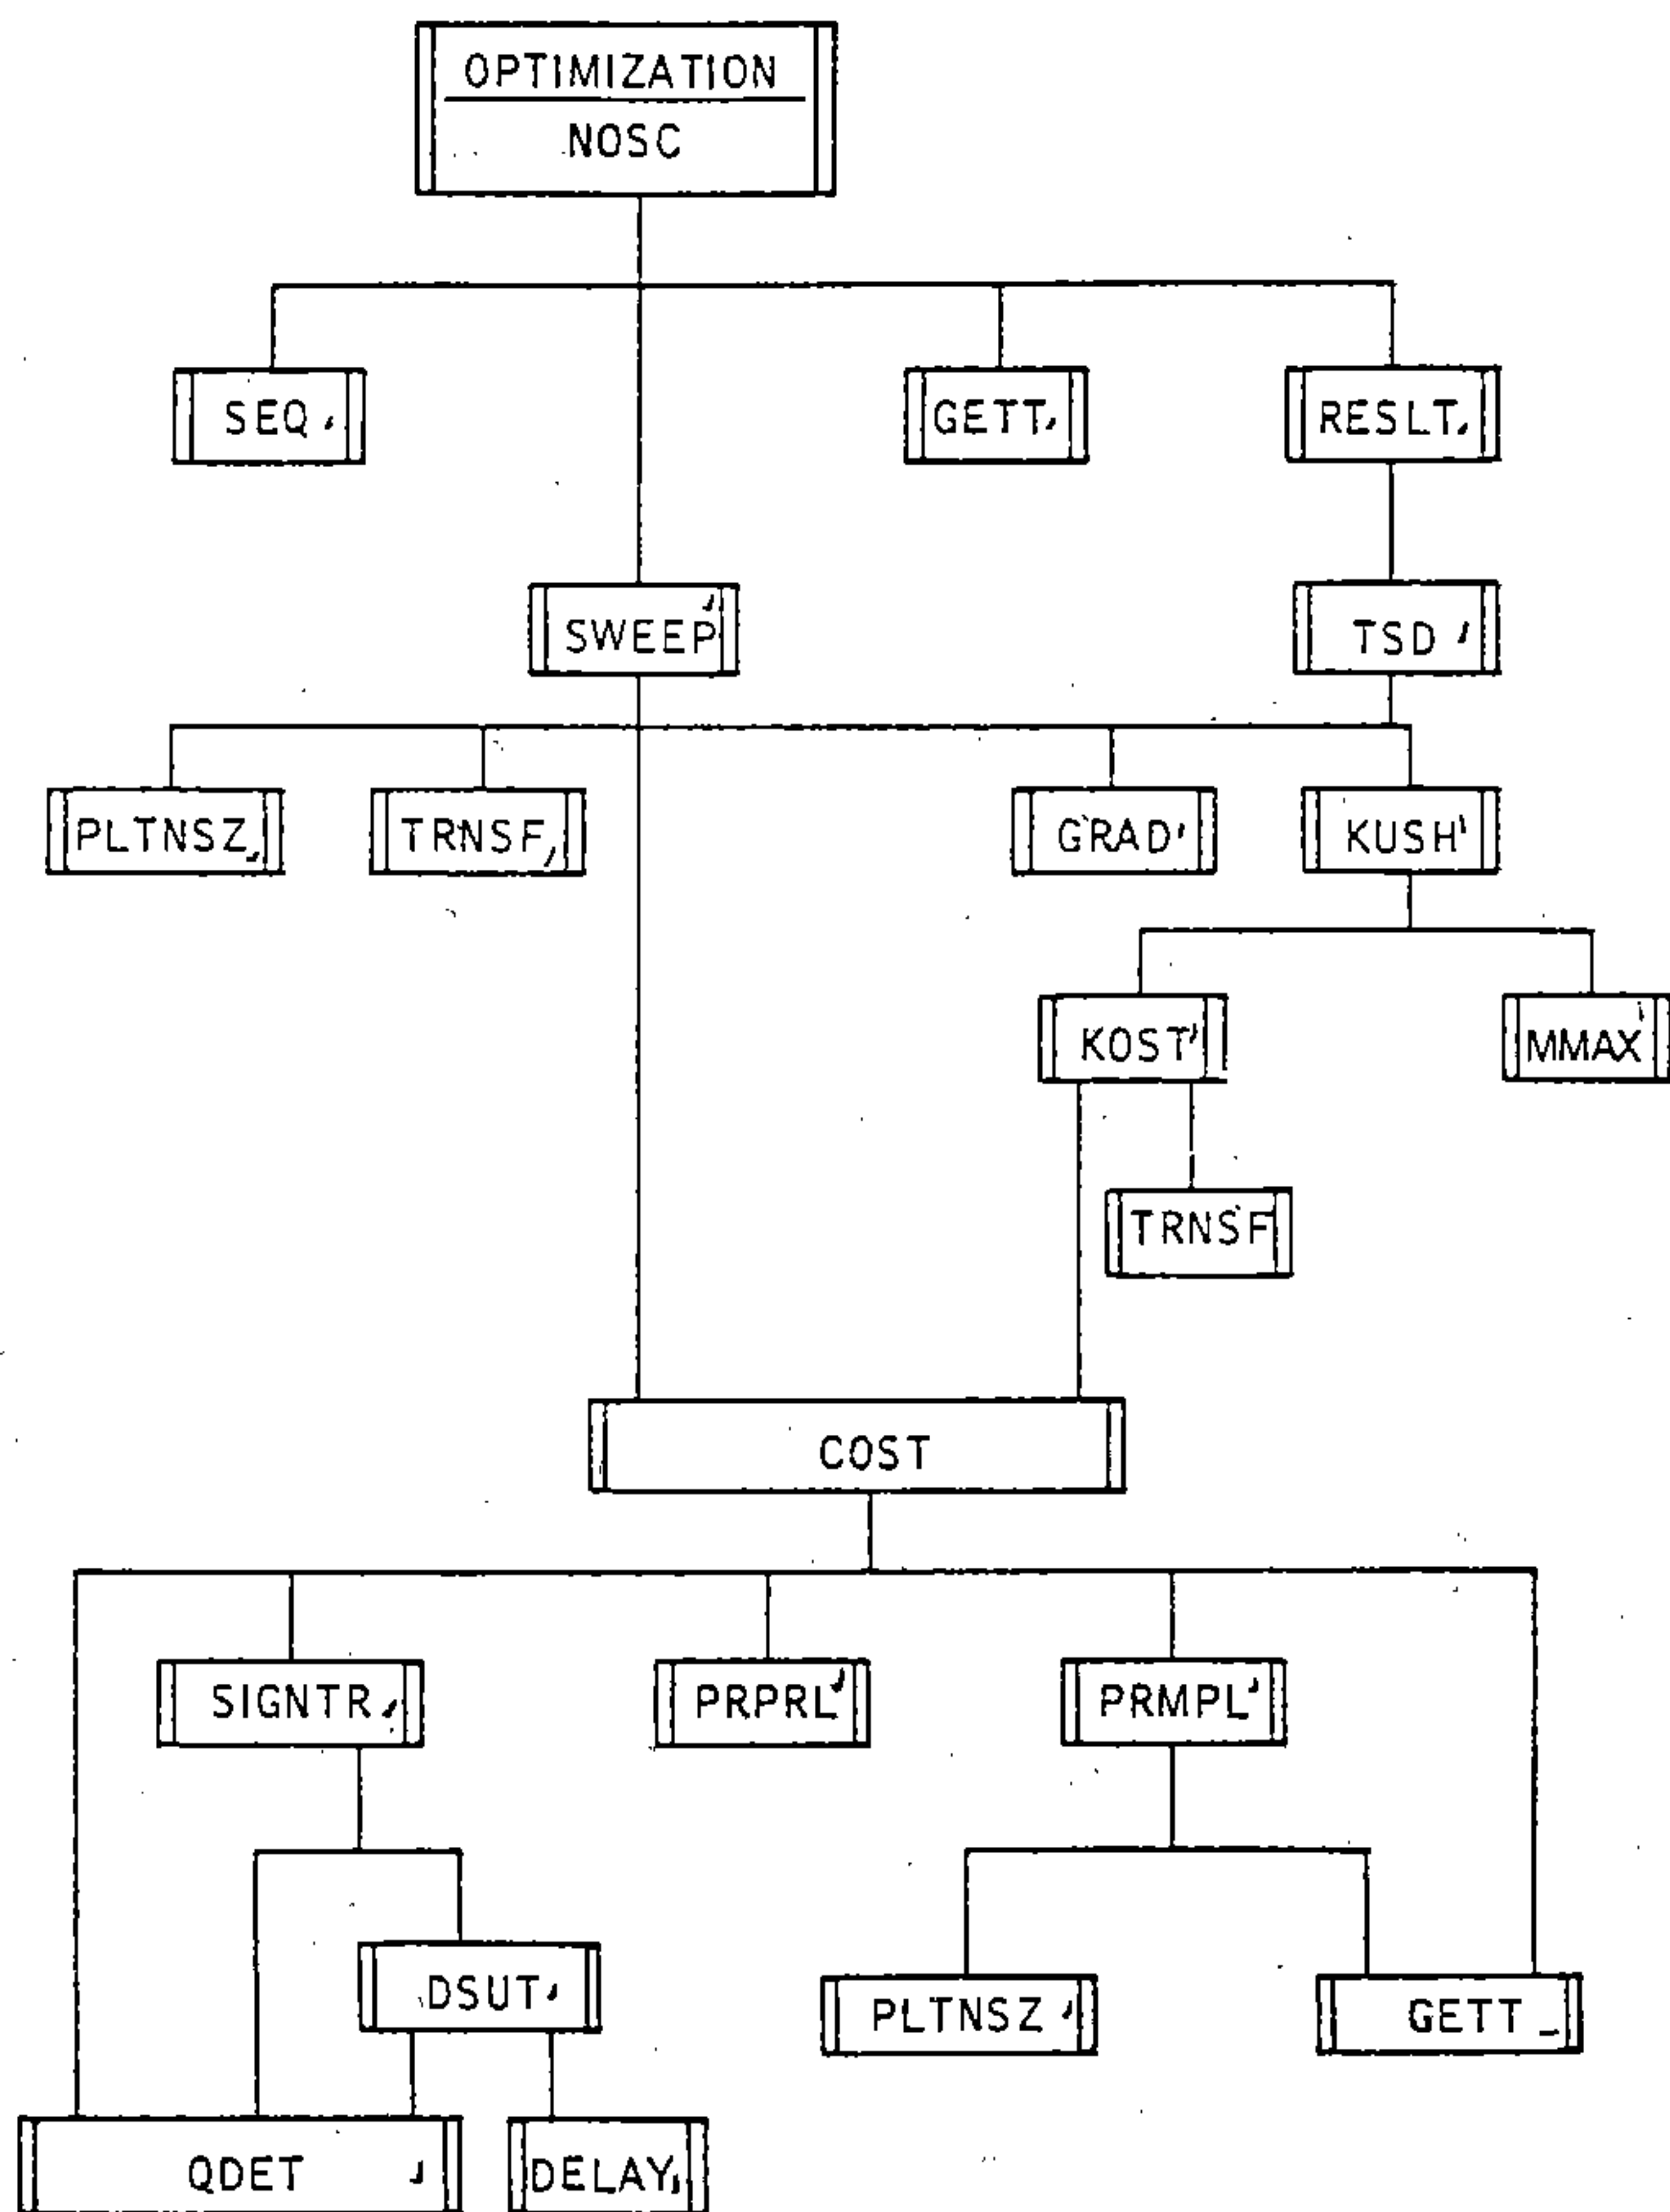 OPTIMIZATION
NOSC
SEQ
GETT
RESLT
SWEEP
TSD
PLTNSZ
TRNSF
GRAD
KUSH
KOST
MMAX
TRNSF
COST
SIGNTR
PRPRL
PRMPL
DSUT
PLTNSZ
GETT
QDET
DELAY